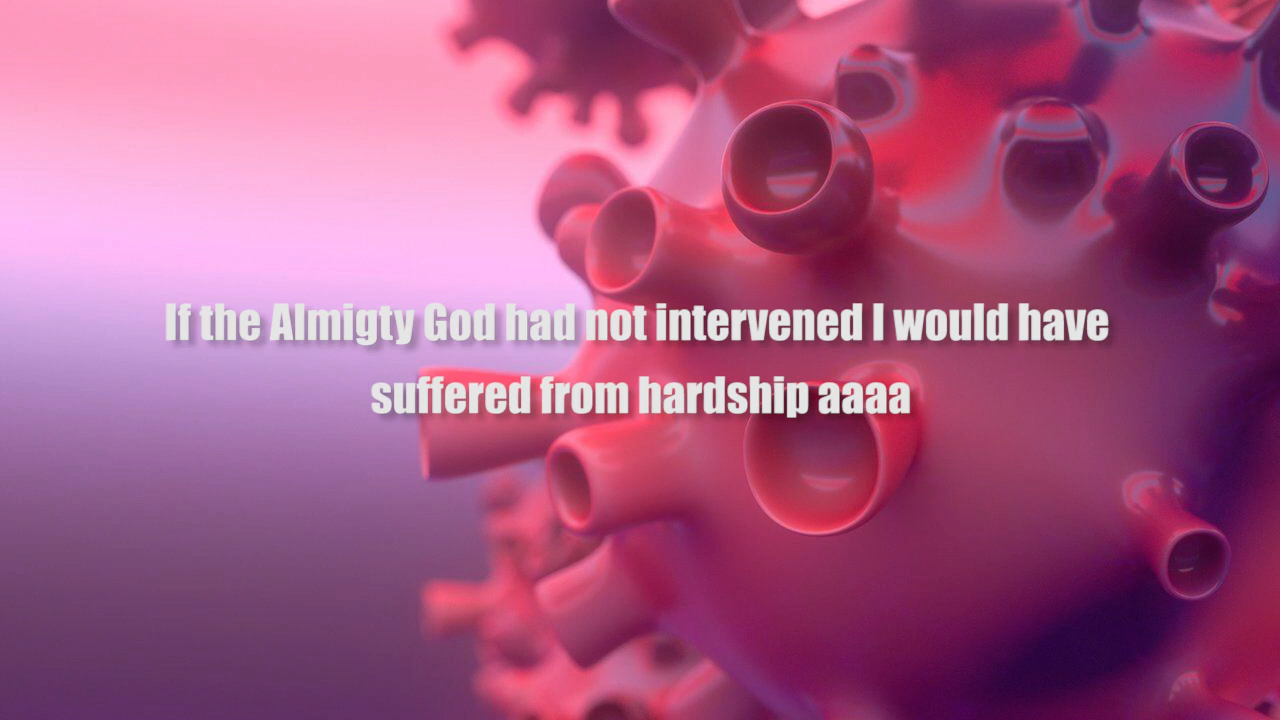 If the Almigty God had not intervened I would have
suffered from hardship aaaa